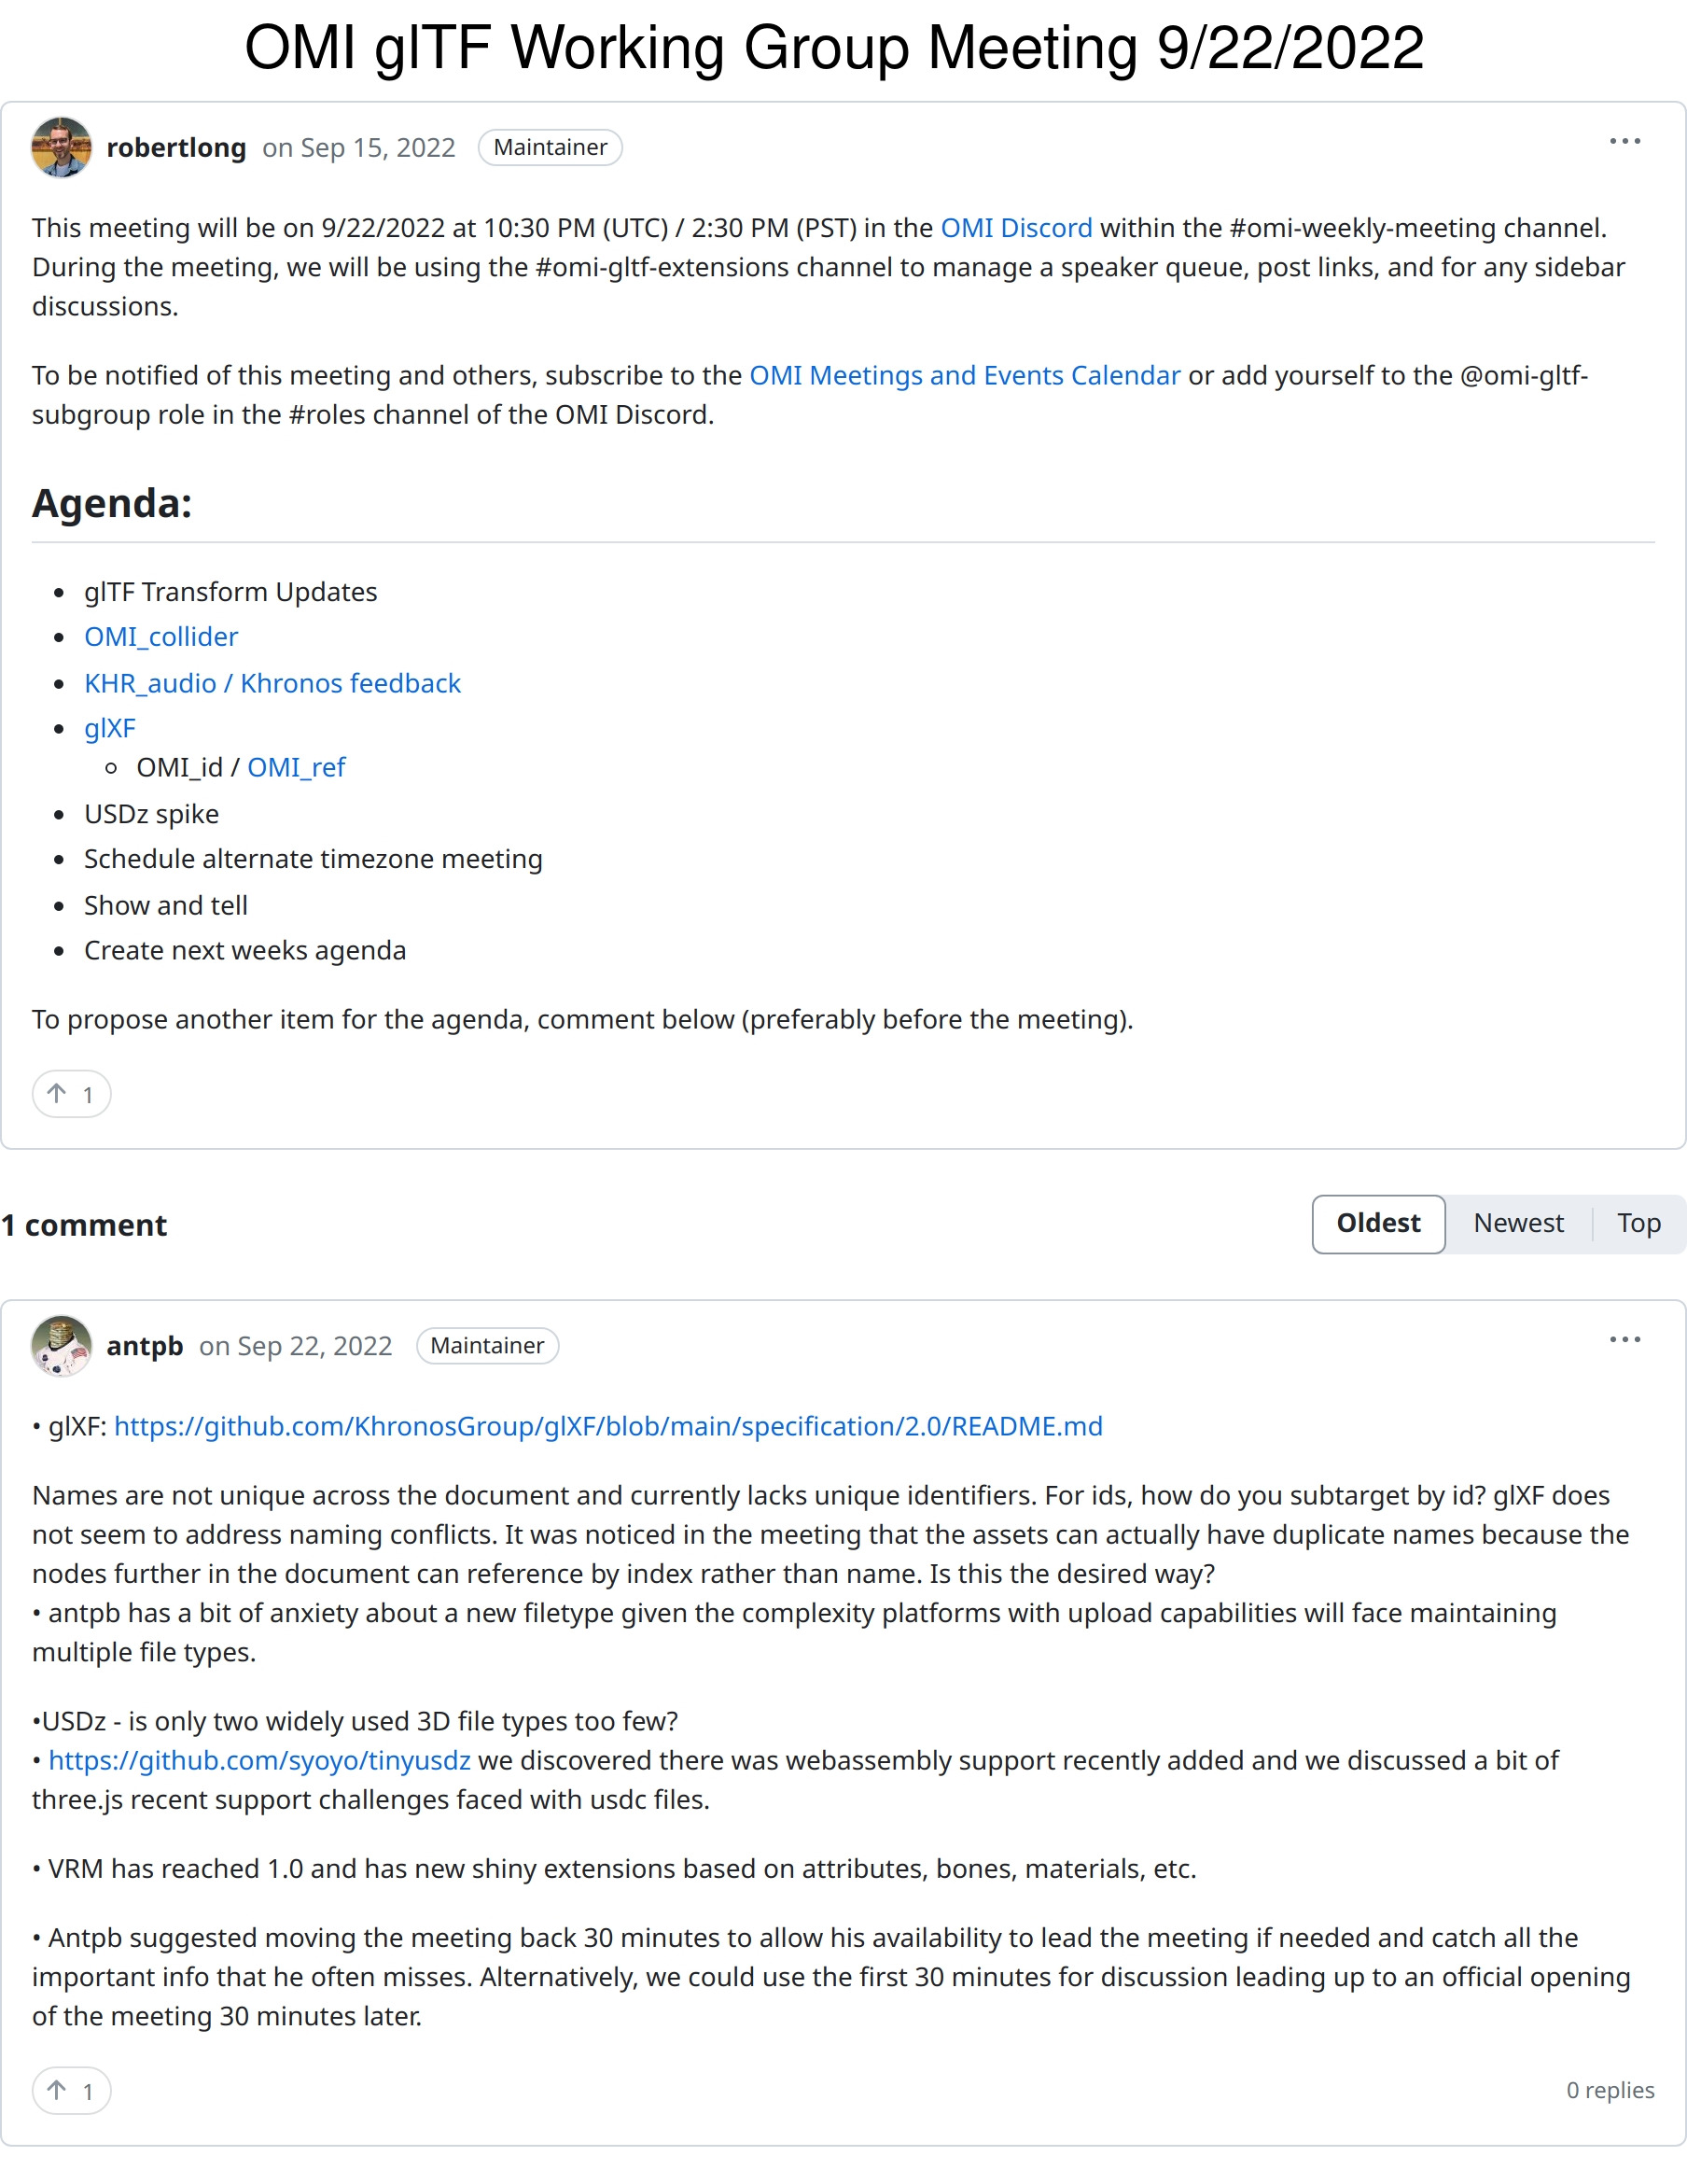 OMI glTF Working Group Meeting 9/22/2022
robertlong on Sep 15, 2022 Maintainer
This meeting will be on 9/22/2022 at 10:30 PM (UTC) / 2:30 PM (PST) in the OMI Discord within the #omi-weekly-meeting channel.
During the meeting, we will be using the #omi-gltf-extensions channel to manage a speaker queue, post links, and for any sidebar
discussions.
To be notified of this meeting and others, subscribe to the OMI Meetings and Events Calendar or add yourself to the @omi-gltf-
subgroup role in the #roles channel of the OMI Discord.
Agenda:
• glTF Transform Updates
• OMI_collider
• KHR_audio / Khronos feedback
• glXF
◦ OMI_id / OMI_ref
• USDz spike
• Schedule alternate timezone meeting
• Show and tell
• Create next weeks agenda
To propose another item for the agenda, comment below (preferably before the meeting).
↑ 1
1 comment
Oldest Newest Top
antpb on Sep 22, 2022 Maintainer
• glXF: https://github.com/KhronosGroup/glXF/blob/main/specification/2.0/README.md
Names are not unique across the document and currently lacks unique identifiers. For ids, how do you subtarget by id? glXF does
not seem to address naming conflicts. It was noticed in the meeting that the assets can actually have duplicate names because the
nodes further in the document can reference by index rather than name. Is this the desired way?
• antpb has a bit of anxiety about a new filetype given the complexity platforms with upload capabilities will face maintaining
multiple file types.
•USDz - is only two widely used 3D file types too few?
• https://github.com/syoyo/tinyusdz we discovered there was webassembly support recently added and we discussed a bit of
three.js recent support challenges faced with usdc files.
• VRM has reached 1.0 and has new shiny extensions based on attributes, bones, materials, etc.
• Antpb suggested moving the meeting back 30 minutes to allow his availability to lead the meeting if needed and catch all the
important info that he often misses. Alternatively, we could use the first 30 minutes for discussion leading up to an official opening
of the meeting 30 minutes later.
↑ 1
0 replies